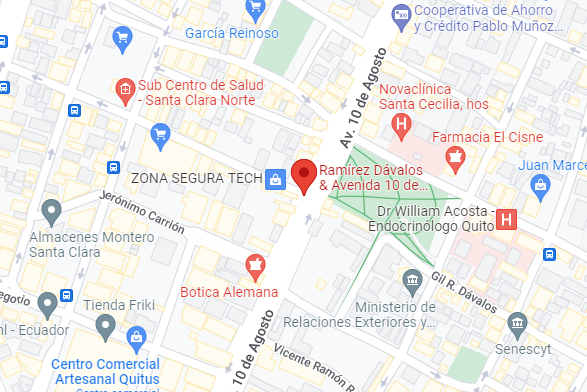 Cooperativa de Ahorro
y Crédito Pablo Muñoz...
García Reinoso
Av. 10 de Agosto
Sub Centro de Salud
- Santa Clara Norte
Novaclínica
Santa Cecilia, hos
Farmacia El Cisne
Juan Marce
ZONA SEGURA TECH
Ramírez Dávalos
& Avenida 10 de...
Jerónimo Carrión
Dr William Acosta -
Endocrinólogo Quito
Almacenes Montero
Santa Clara
Botica Alemana
Gil R. Dávalos
egotio
Tienda Friki
Ministerio de
Relaciones Exteriores y...
nl - Ecuador
10 de Agosto
Senescyt
Vicente Ramón R
Centro Comercial
Artesanal Quitus